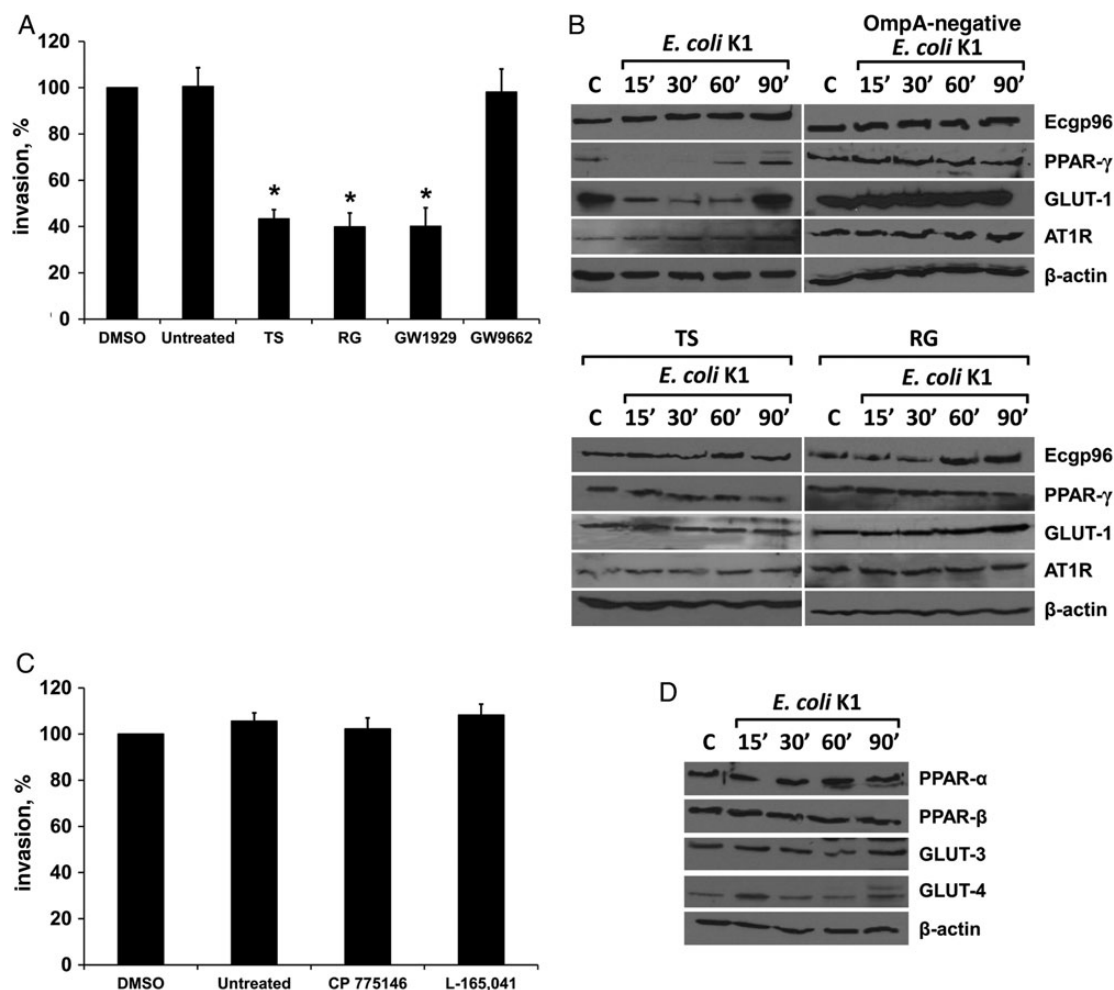 A
120
100
80
60
40
20
0
invasion, %
*
*
*
DMSO Untreated TS RG GW1929 GW9662
B
OmpA-negative
E. coli K1 E. coli K1
C 15’ 30’ 60’ 90’ C 15’ 30’ 60’ 90’
Ecgp96
PPAR-γ
GLUT-1
AT1R
β-actin
TS RG
E. coli K1 E. coli K1
C 15’ 30’ 60’ 90’ C 15’ 30’ 60’ 90’
Ecgp96
PPAR-γ
GLUT-1
AT1R
β-actin
C
120
100
80
60
40
20
0
invasion, %
DMSO Untreated CP 775146 L-165,041
D
E. coli K1
C 15’ 30’ 60’ 90’
PPAR-α
PPAR-β
GLUT-3
GLUT-4
β-actin